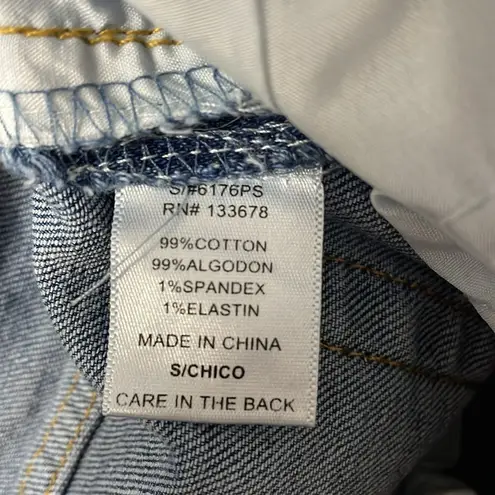 S/#6176PS
RN# 133678
99%COTTON
99%ALGODON
1%SPANDEX
1%ELASTIN
MADE IN CHINA
S/CHICO
CARE IN THE BACK